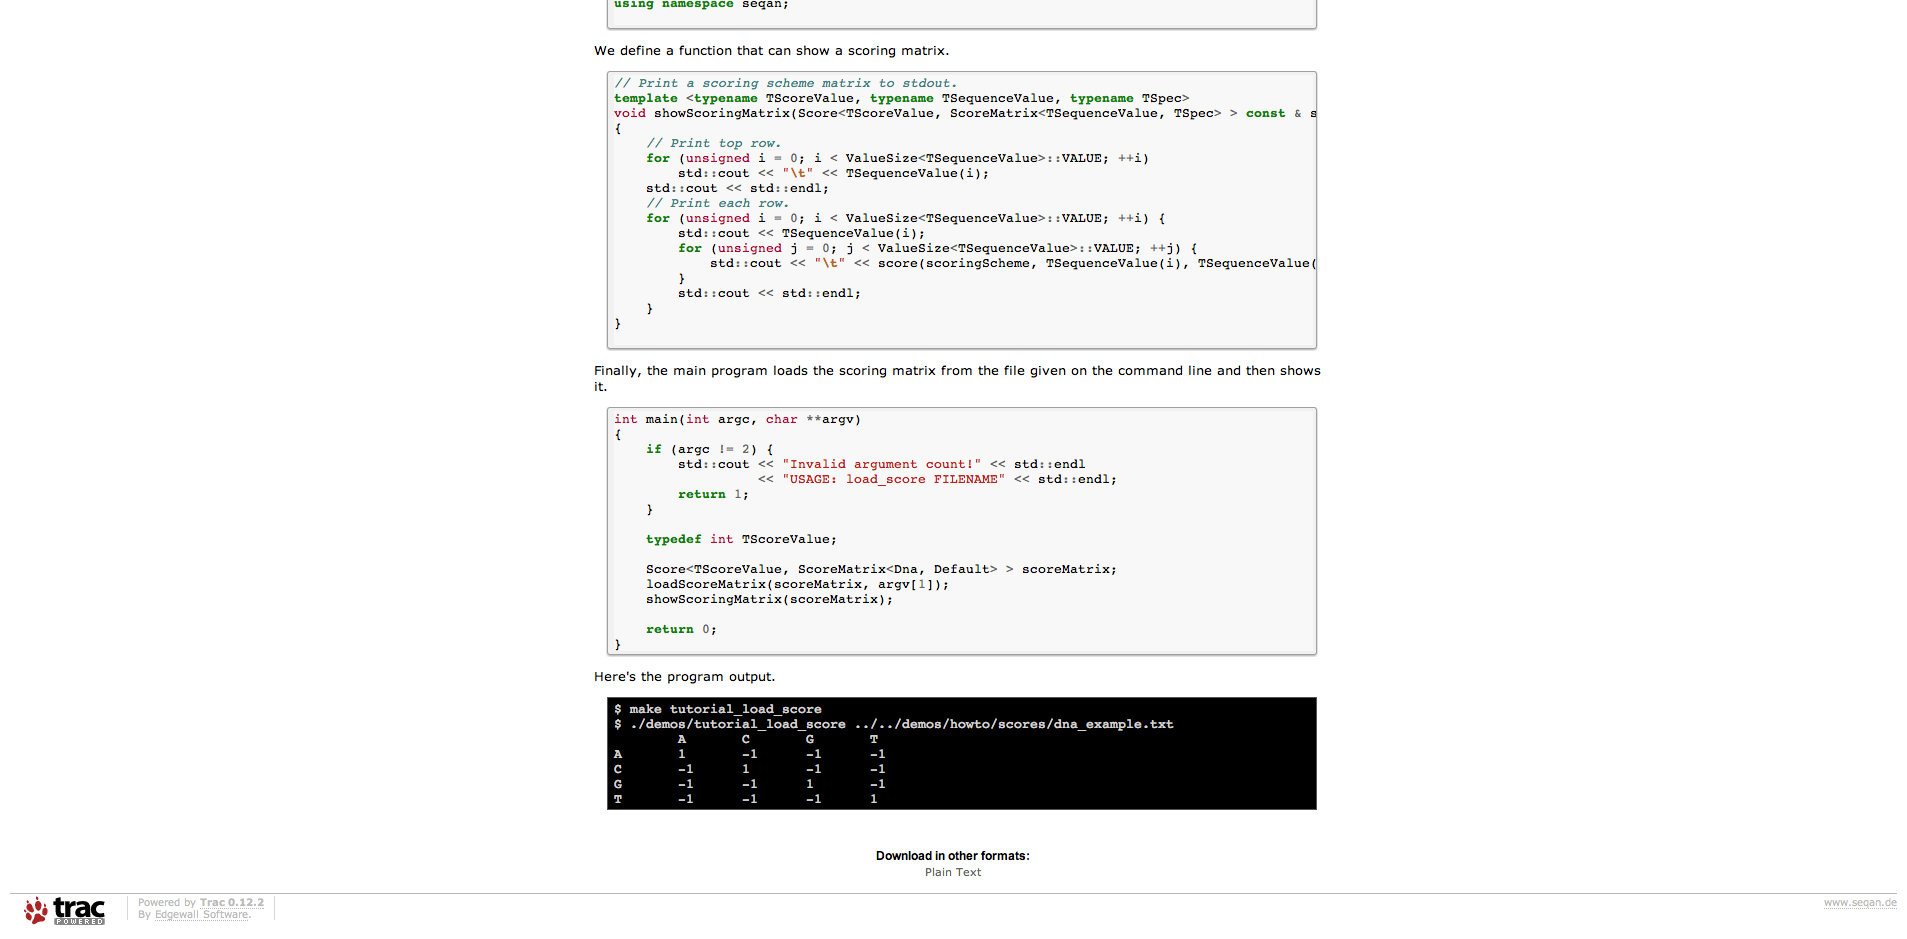 using namespace seqan;
We define a function that can show a scoring matrix.
// Print a scoring scheme matrix to stdout.
template <typename TScoreValue, typename TSequenceValue, typename TSpec>
void showScoringMatrix(Score<TScoreValue, ScoreMatrix<TSequenceValue, TSpec> > const & s
{
    // Print top row.
    for (unsigned i = 0; i < ValueSize<TSequenceValue>::VALUE; ++i)
        std::cout << "\t" << TSequenceValue(i);
    std::cout << std::endl;
    // Print each row.
    for (unsigned i = 0; i < ValueSize<TSequenceValue>::VALUE; ++i) {
        std::cout << TSequenceValue(i);
        for (unsigned j = 0; j < ValueSize<TSequenceValue>::VALUE; ++j) {
            std::cout << "\t" << score(scoringScheme, TSequenceValue(i), TSequenceValue(
        }
        std::cout << std::endl;
    }
}
Finally, the main program loads the scoring matrix from the file given on the command line and then shows
it.
int main(int argc, char **argv)
{
    if (argc != 2) {
        std::cout << "Invalid argument count!" << std::endl
                  << "USAGE: load_score FILENAME" << std::endl;
        return 1;
    }
    typedef int TScoreValue;
    Score<TScoreValue, ScoreMatrix<Dna, Default> > scoreMatrix;
    loadScoreMatrix(scoreMatrix, argv[1]);
    showScoringMatrix(scoreMatrix);
    return 0;
}
Here's the program output.
$ make tutorial_load_score
$ ./demos/tutorial_load_score ../../demos/howto/scores/dna_example.txt
        A       C       G       T
A       1       -1      -1      -1
C       -1      1       -1      -1
G       -1      -1      1       -1
T       -1      -1      -1      1
Download in other formats:
Plain Text
trac
POWERED
Powered by Trac 0.12.2
By Edgewall Software.
www.seqan.de